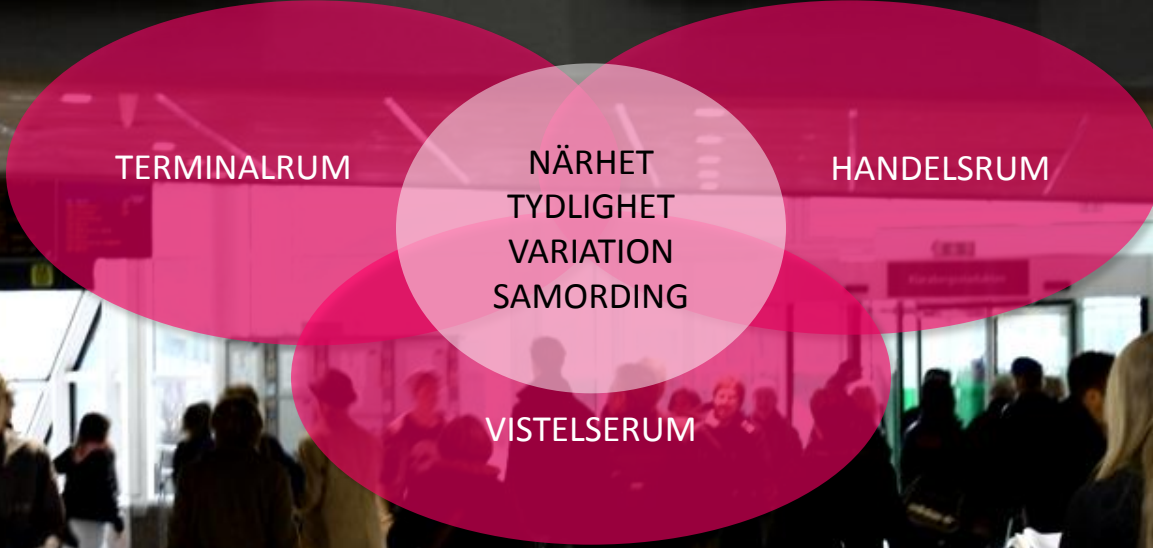 TERMINALRUM
HANDELSRUM
NÄRHET
TYDLIGHET
VARIATION
SAMORDING
VISTELSERUM